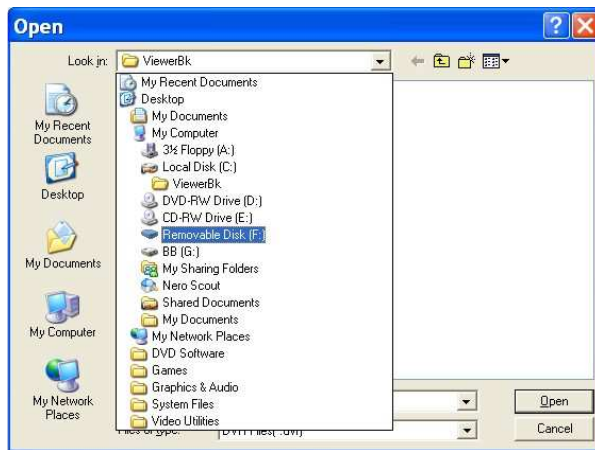 Open
Look in:
ViewerBk
My Recent Documents
Desktop
My Documents
My Computer
3½ Floppy (A:)
Local Disk (C:)
ViewerBk
DVD-RW Drive (D:)
CD-RW Drive (E:)
Removable Disk (F:)
BB (G:)
My Sharing Folders
Nero Scout
Shared Documents
My Documents
My Network Places
DVD Software
Games
Graphics & Audio
System Files
Video Utilities
My Recent
Documents
Desktop
My Documents
My Computer
My Network
Places
Open
Cancel